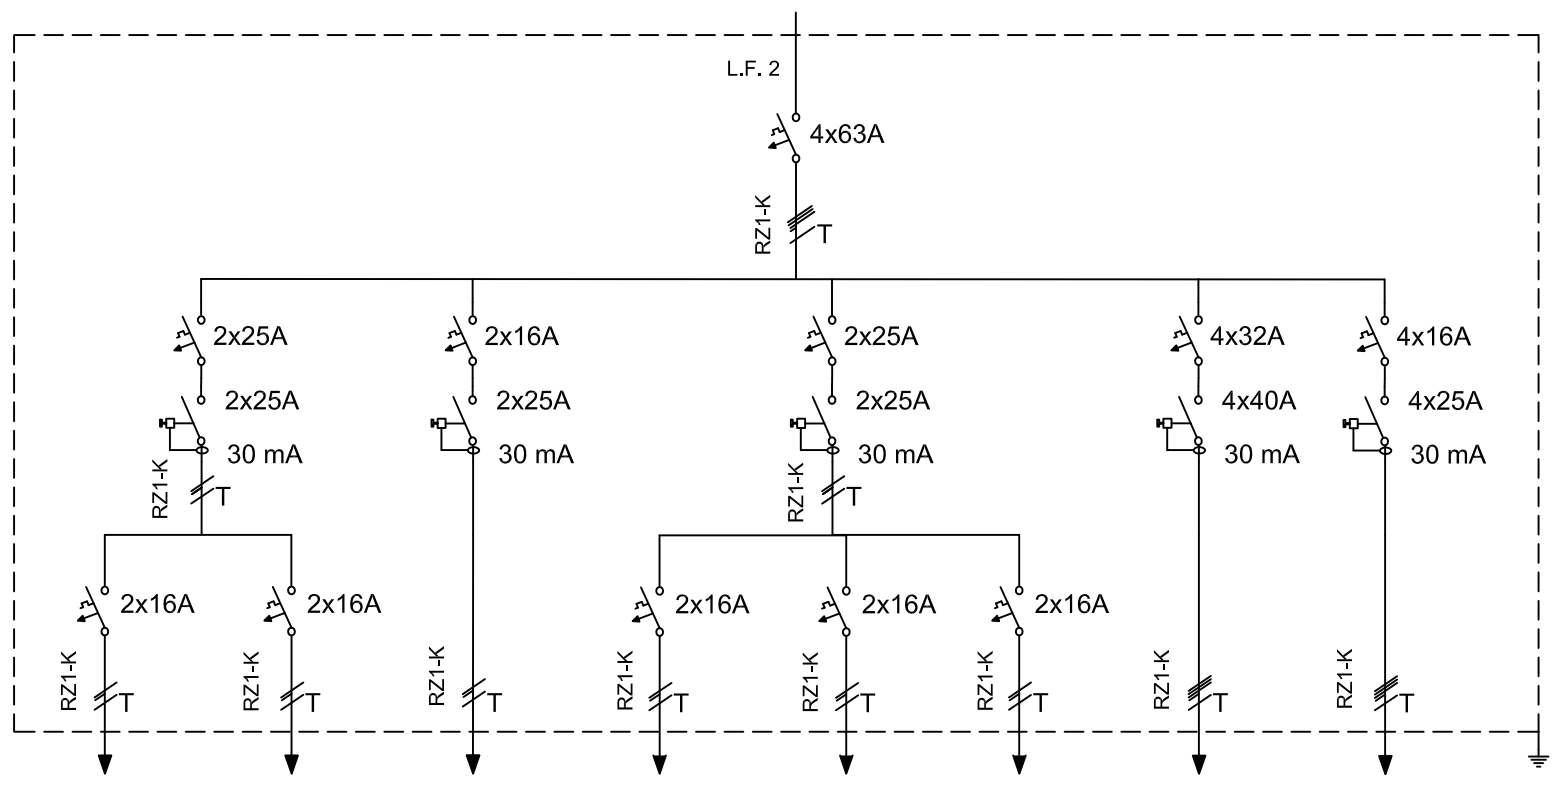 L.F. 2
4x63A
RZ1-K
T
2x25A
2x16A
2x25A
4x32A
4x16A
2x25A
2x25A
2x25A
4x40A
4x25A
30 mA
30 mA
30 mA
30 mA
30 mA
RZ1-K
T
RZ1-K
T
2x16A
2x16A
2x16A
2x16A
2x16A
RZ1-K
T
RZ1-K
T
RZ1-K
T
RZ1-K
T
RZ1-K
T
RZ1-K
T
RZ1-K
T
RZ1-K
T